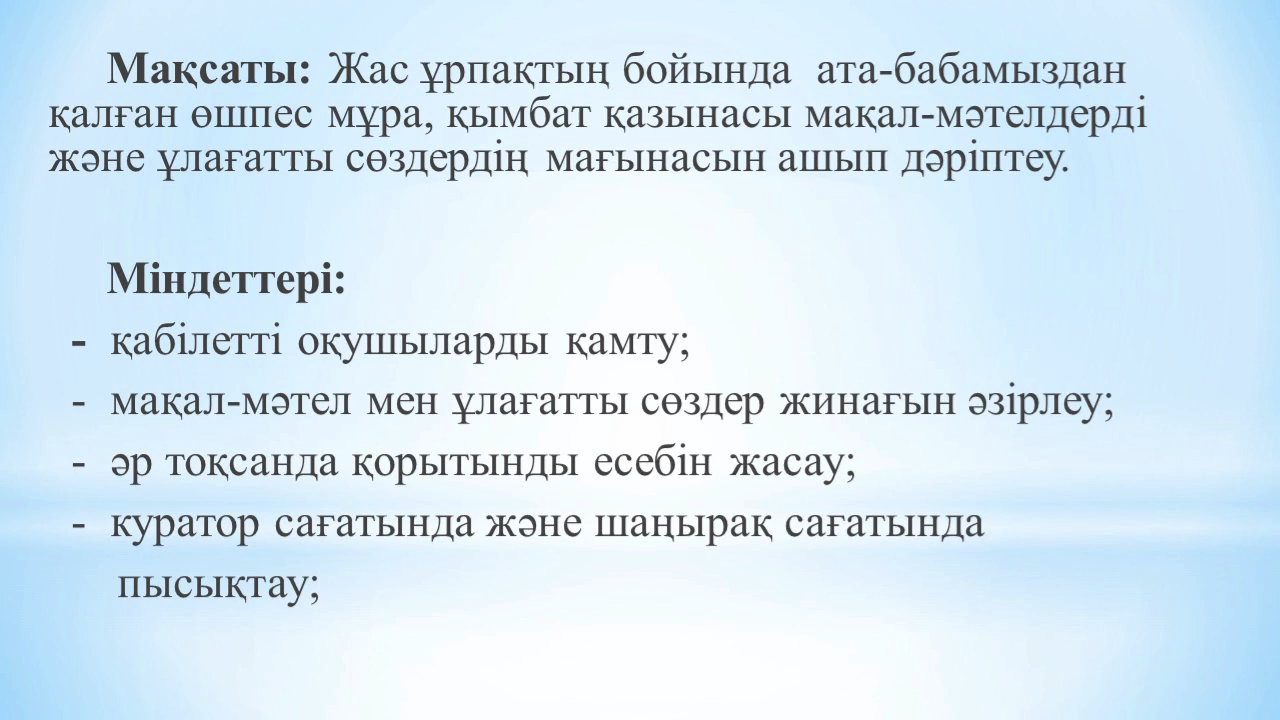 Мақсаты: Жас ұрпақтың бойында ата-бабамыздан
қалған өшпес мұра, қымбат қазынасы мақал-мәтелдерді
және ұлағатты сөздердің мағынасын ашып дәріптеу.
Міндеттері:
- қабілетті оқушыларды қамту;
- мақал-мәтел мен ұлағатты сөздер жинағын әзірлеу;
- әр тоқсанда қорытынды есебін жасау;
- куратор сағатында және шаңырақ сағатында
пысықтау;